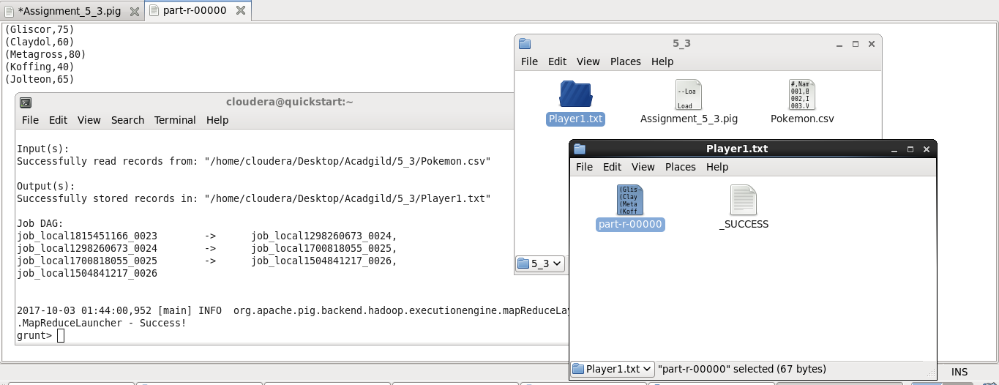 *Assignment_5_3.pig
part-r-00000
(Gliscor,75)
(Claydol,60)
(Metagross,80)
(Koffing,40)
(Jolteon,65)
cloudera@quickstart:~
File Edit View Search Terminal Help
Input(s):
Successfully read records from: "/home/cloudera/Desktop/Acadgild/5_3/Pokemon.csv"
Output(s):
Successfully stored records in: "/home/cloudera/Desktop/Acadgild/5_3/Player1.txt"
Job DAG:
job_local1815451166_0023 -> job_local1298260673_0024,
job_local1298260673_0024 -> job_local1700818055_0025,
job_local1700818055_0025 -> job_local1504841217_0026,
job_local1504841217_0026
2017-10-03 01:44:00,952 [main] INFO org.apache.pig.backend.hadoop.executionengine.mapReduceLay
.MapReduceLauncher - Success!
grunt>
5_3
File Edit View Places Help
--Loa
Load
#,Nam
001,B
002,I
003,V
Player1.txt
Assignment_5_3.pig
Pokemon.csv
5_3
Player1.txt
File Edit View Places Help
(Glis
(Clay
(Meta
(Koff
part-r-00000
_SUCCESS
Player1.txt
"part-r-00000" selected (67 bytes)
INS